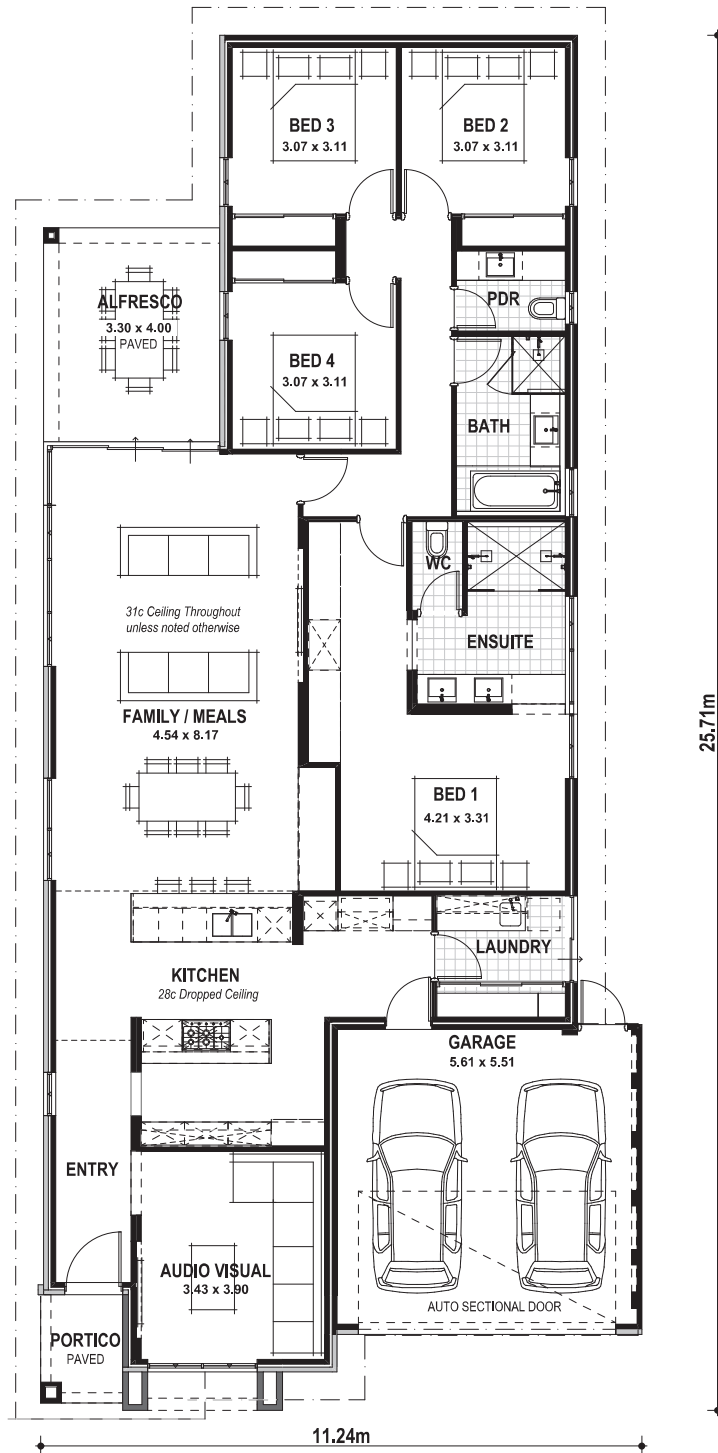 BED 3
3.07 x 3.11
BED 2
3.07 x 3.11
ALFRESCO
3.30 x 4.00
PAVED
PDR
BED 4
3.07 x 3.11
BATH
WC
31c Ceiling Throughout
unless noted otherwise
ENSUITE
FAMILY / MEALS
4.54 x 8.17
25.71m
BED 1
4.21 x 3.31
LAUNDRY
KITCHEN
28c Dropped Ceiling
GARAGE
5.61 x 5.51
ENTRY
AUDIO VISUAL
3.43 x 3.90
AUTO SECTIONAL DOOR
PORTICO
PAVED
11.24m